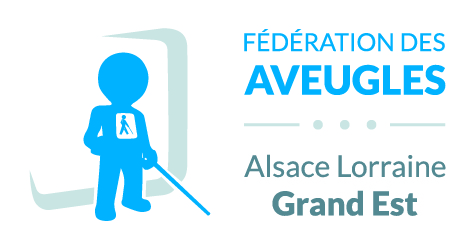 FÉDÉRATION DES
AVEUGLES
Alsace Lorraine
Grand Est